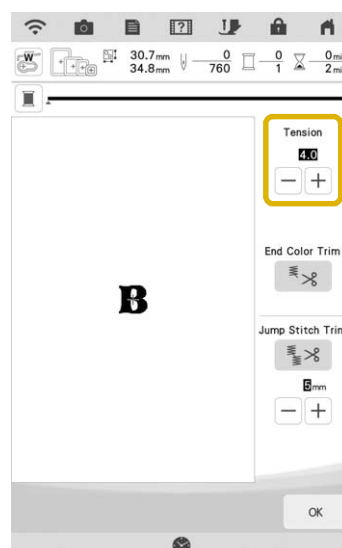 W
30.7mm 0 0 0mi
34.8mm 760 1 2mi
Tension
4.0
− +
End Color Trim
B
Jump Stitch Trim
5mm
− +
OK